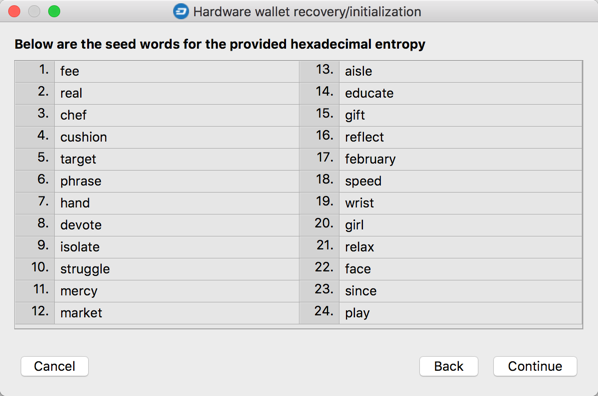 Hardware wallet recovery/initialization
Below are the seed words for the provided hexadecimal entropy
1. fee
2. real
3. chef
4. cushion
5. target
6. phrase
7. hand
8. devote
9. isolate
10. struggle
11. mercy
12. market
13. aisle
14. educate
15. gift
16. reflect
17. february
18. speed
19. wrist
20. girl
21. relax
22. face
23. since
24. play
Cancel
Back
Continue